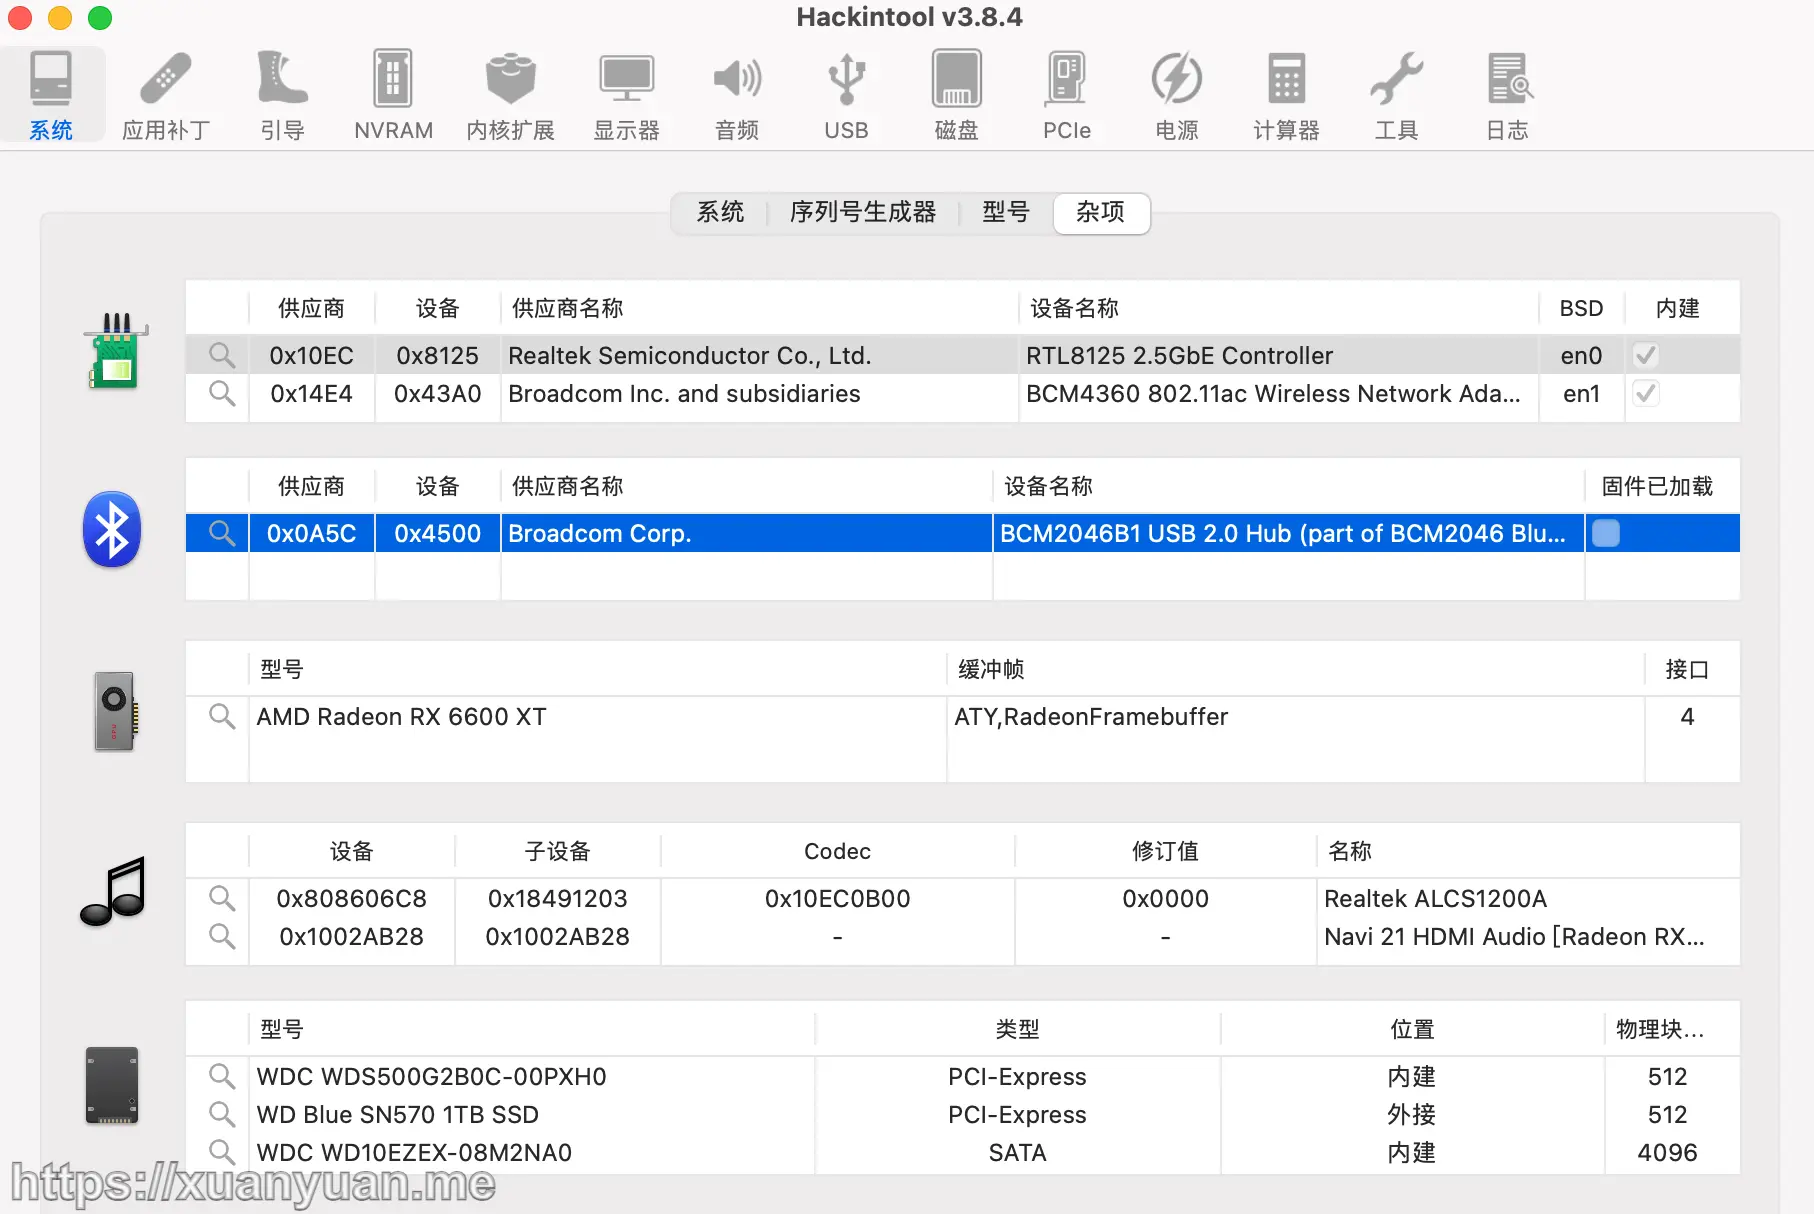 Hackintool v3.8.4
系统 应用补丁 引导 NVRAM 内核扩展 显示器 音频 USB 磁盘 PCIe 电源 计算器 工具 日志
系统 序列号生成器 型号 杂项
供应商 设备 供应商名称 设备名称 BSD 内建
0x10EC 0x8125 Realtek Semiconductor Co., Ltd. RTL8125 2.5GbE Controller en0
0x14E4 0x43A0 Broadcom Inc. and subsidiaries BCM4360 802.11ac Wireless Network Ada... en1
供应商 设备 供应商名称 设备名称 固件已加载
0x0A5C 0x4500 Broadcom Corp. BCM2046B1 USB 2.0 Hub (part of BCM2046 Blu...
型号 缓冲帧 接口
AMD Radeon RX 6600 XT ATY,RadeonFramebuffer 4
设备 子设备 Codec 修订值 名称
0x808606C8 0x18491203 0x10EC0B00 0x0000 Realtek ALCS1200A
0x1002AB28 0x1002AB28 - - Navi 21 HDMI Audio [Radeon RX...
型号 类型 位置 物理块...
WDC WDS500G2B0C-00PXH0 PCI-Express 内建 512
WD Blue SN570 1TB SSD PCI-Express 外接 512
WDC WD10EZEX-08M2NA0 SATA 内建 4096
https://xuanyuan.me